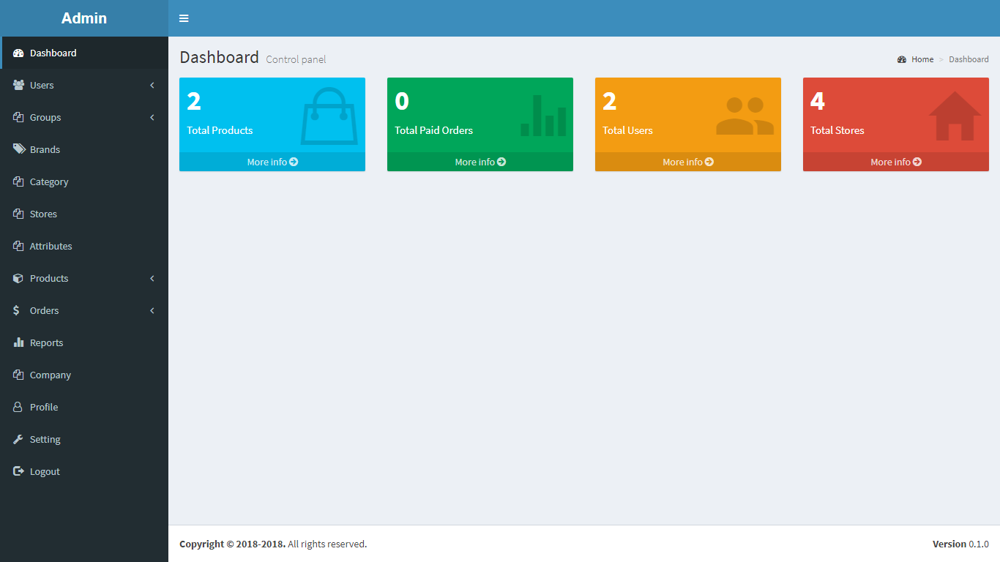 Admin
Dashboard
Users
Groups
Brands
Category
Stores
Attributes
Products
$ Orders
Reports
Company
Profile
Setting
Logout
Dashboard Control panel
Home > Dashboard
2
Total Products
More info
0
Total Paid Orders
More info
2
Total Users
More info
4
Total Stores
More info
Copyright © 2018-2018. All rights reserved.
Version 0.1.0